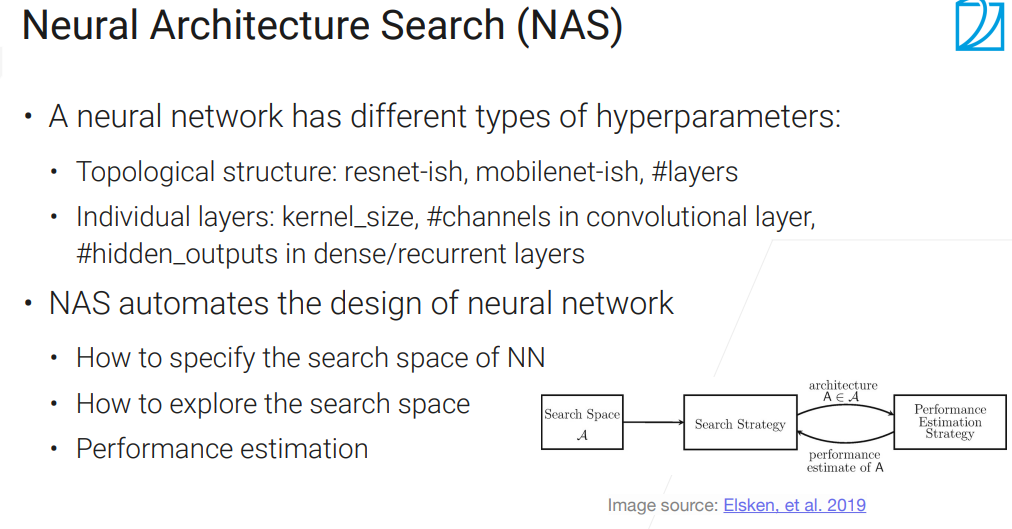 Neural Architecture Search (NAS)
• A neural network has different types of hyperparameters:
• Topological structure: resnet-ish, mobilenet-ish, #layers
• Individual layers: kernel_size, #channels in convolutional layer,
#hidden_outputs in dense/recurrent layers
• NAS automates the design of neural network
• How to specify the search space of NN
• How to explore the search space
• Performance estimation
Search Space
𝒜
Search Strategy
architecture
A ∈ 𝒜
Performance
Estimation
Strategy
performance
estimate of A
Image source: Elsken, et al. 2019